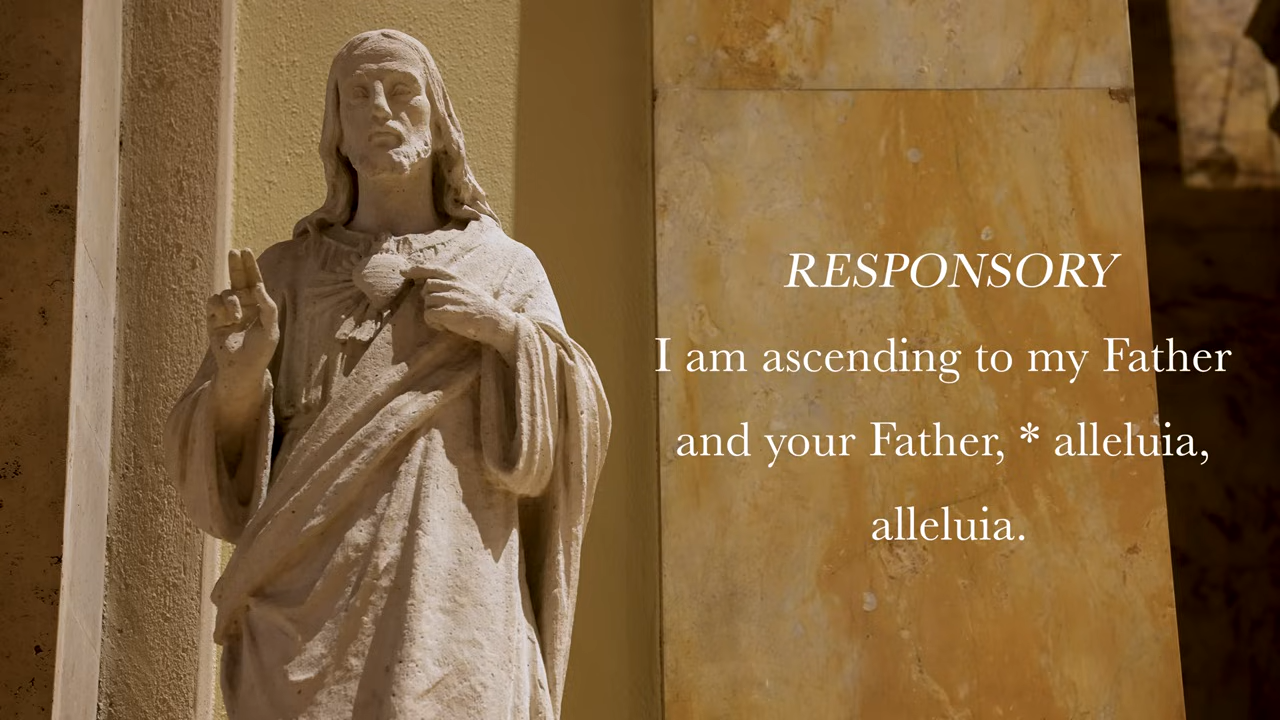 RESPONSORY
I am ascending to my Father
and your Father, * alleluia,
alleluia.